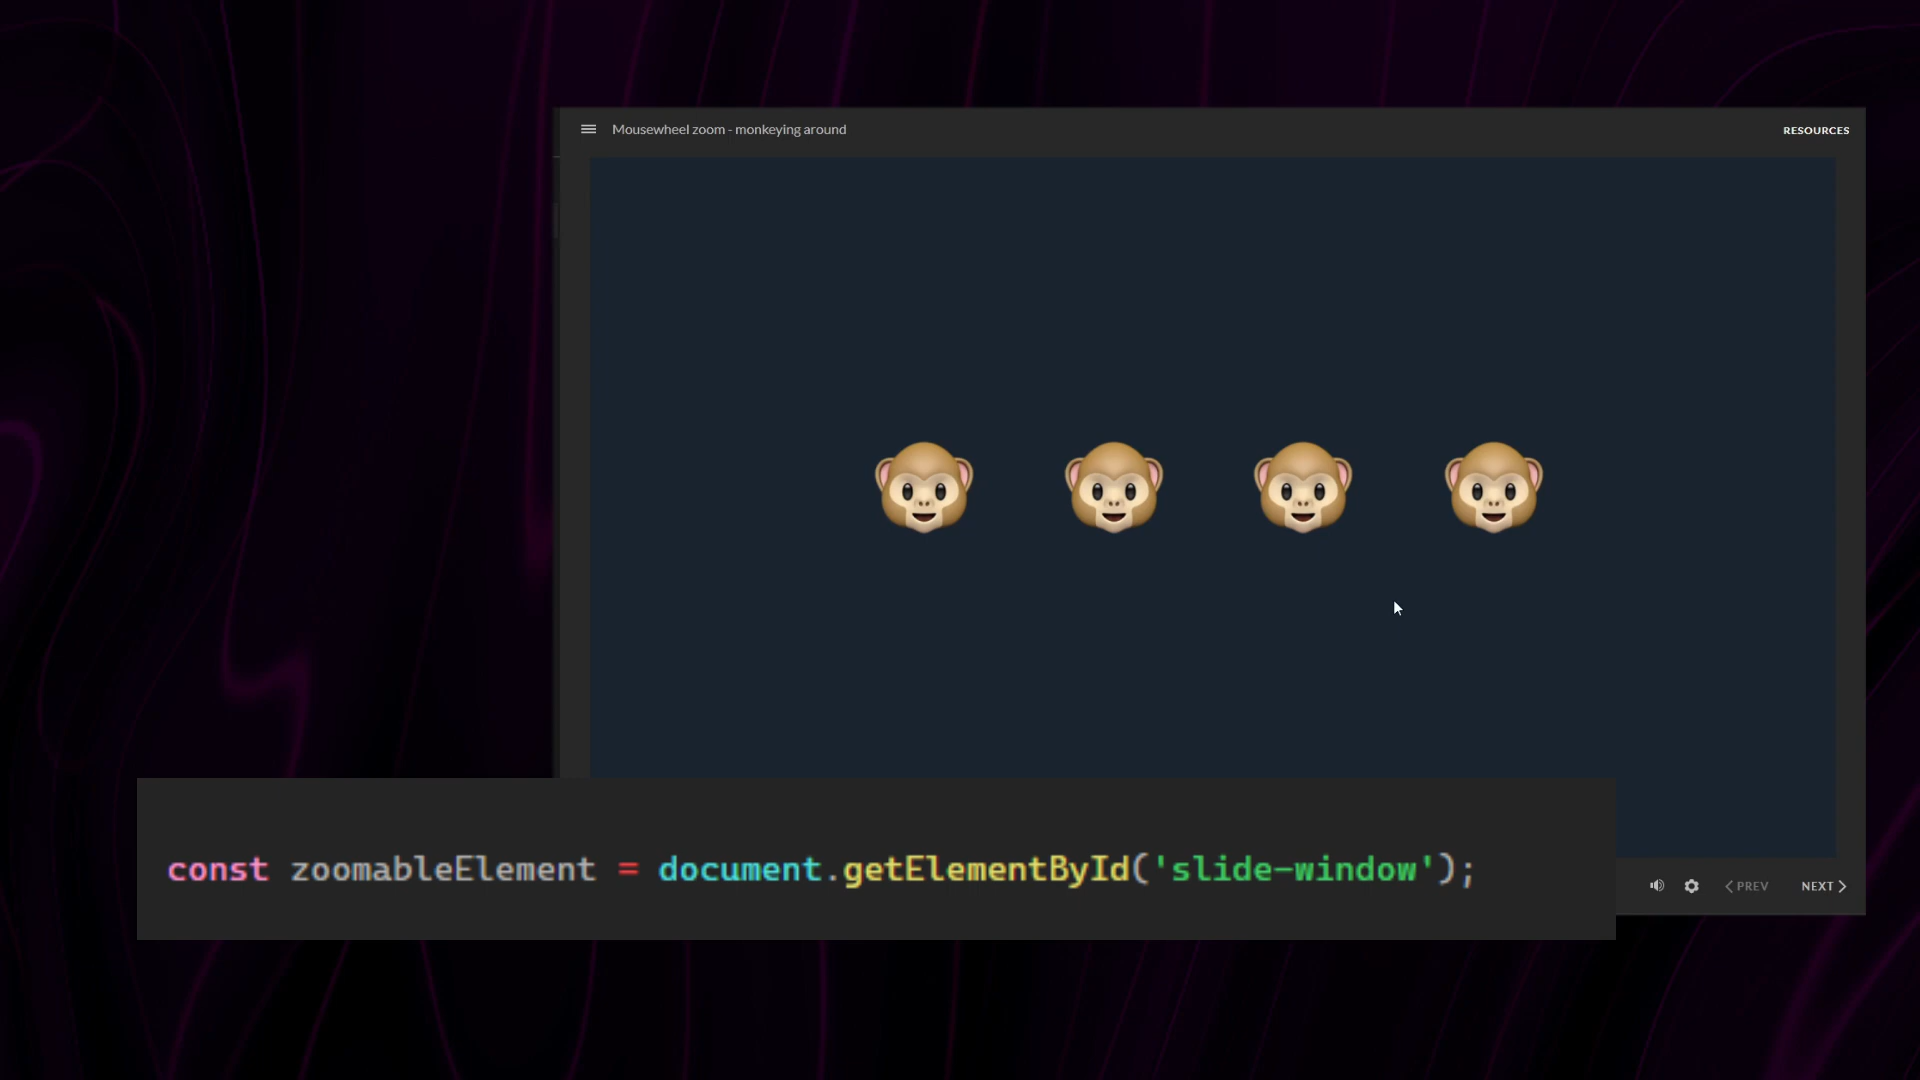 Mousewheel zoom - monkeying around
RESOURCES
const zoomableElement = document.getElementById('slide-window');
PREV
NEXT